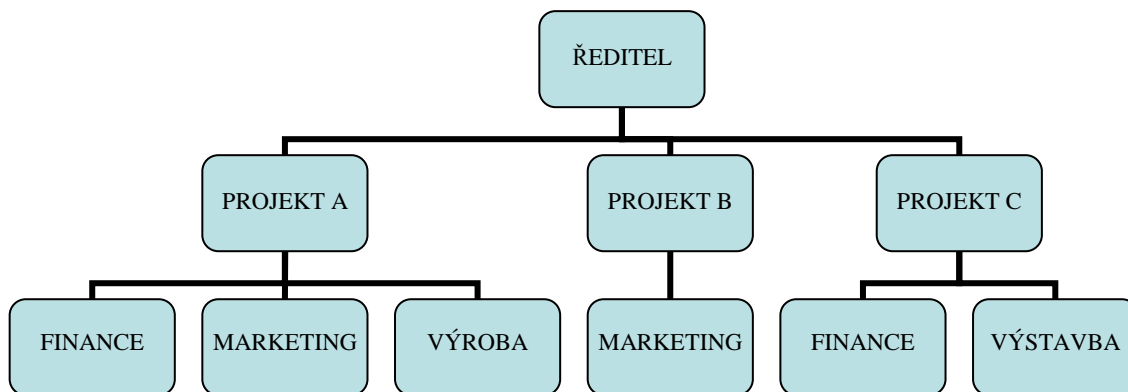 ŘEDITEL
PROJEKT A
PROJEKT B
PROJEKT C
FINANCE
MARKETING
VÝROBA
MARKETING
FINANCE
VÝSTAVBA